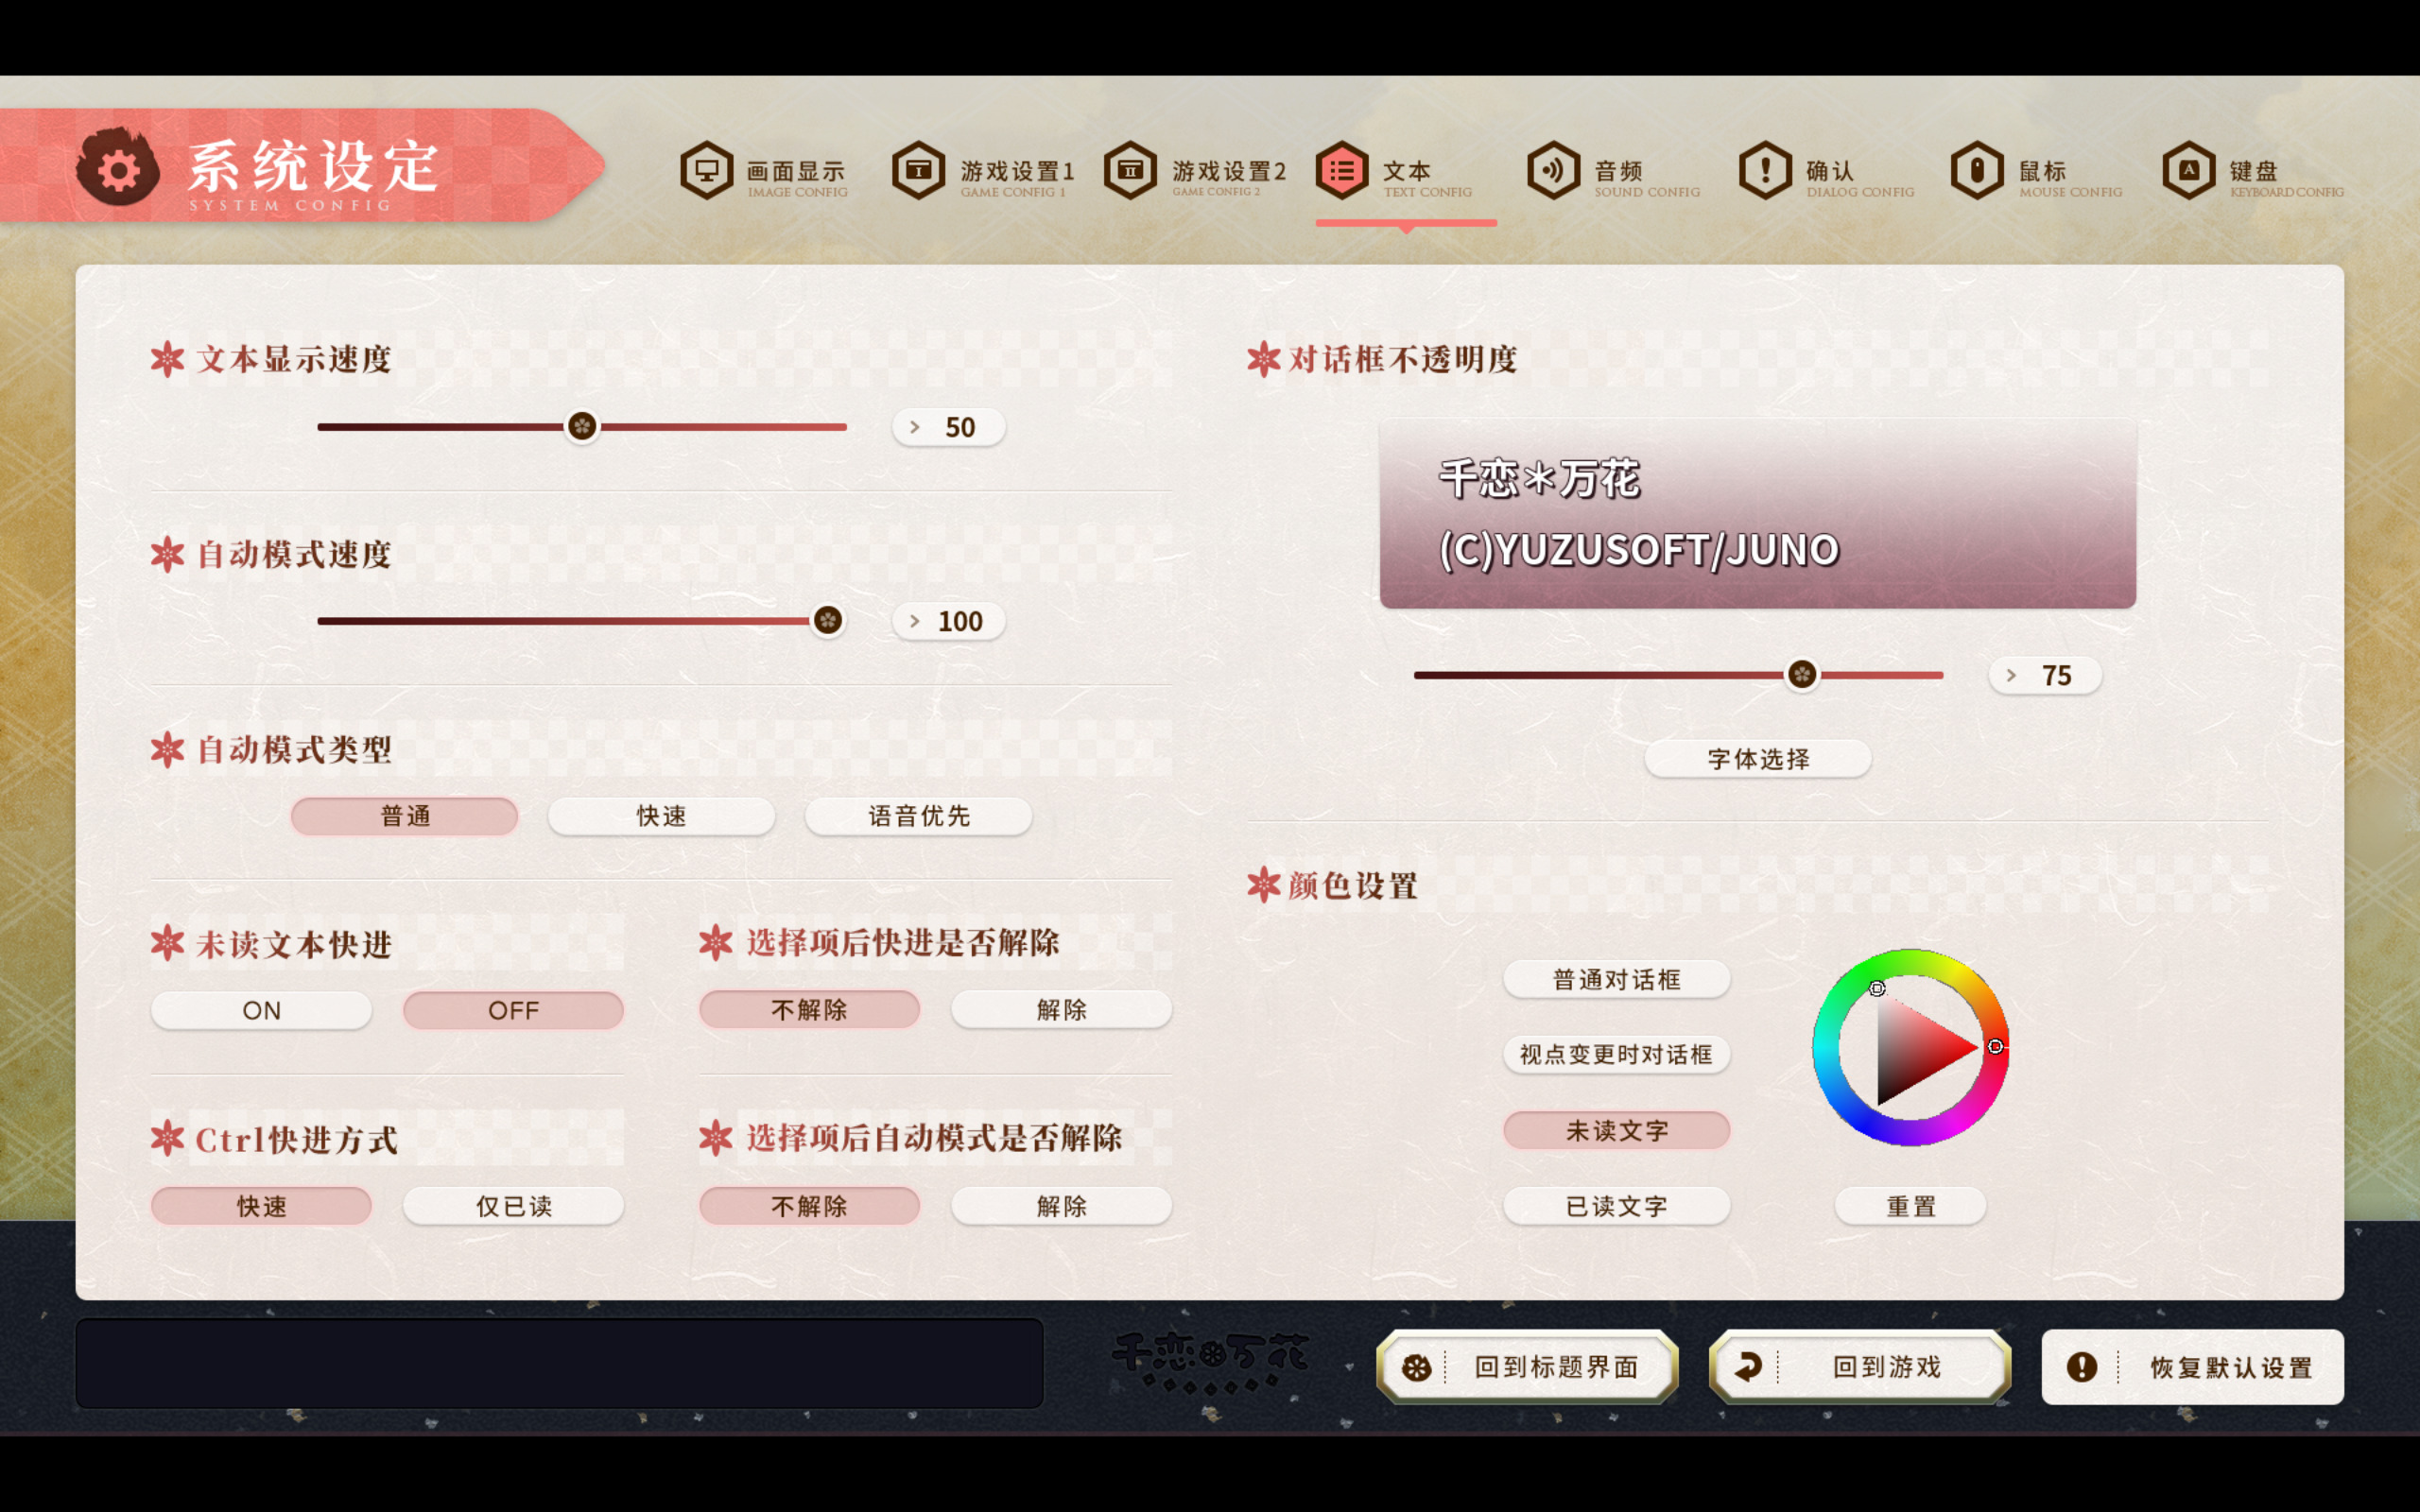 系统设定
SYSTEM CONFIG
画面显示
IMAGE CONFIG
游戏设置1
GAME CONFIG 1
游戏设置2
GAME CONFIG 2
文本
TEXT CONFIG
音频
SOUND CONFIG
确认
DIALOG CONFIG
鼠标
MOUSE CONFIG
键盘
KEYBOARD CONFIG
文本显示速度
50
自动模式速度
100
自动模式类型
普通 快速 语音优先
未读文本快进
ON OFF
选择项后快进是否解除
不解除 解除
Ctrl快进方式
快速 仅已读
选择项后自动模式是否解除
不解除 解除
对话框不透明度
千恋＊万花
(C)YUZUSOFT/JUNO
75
字体选择
颜色设置
普通对话框
视点变更时对话框
未读文字
已读文字
重置
千恋＊万花
回到标题界面
回到游戏
恢复默认设置